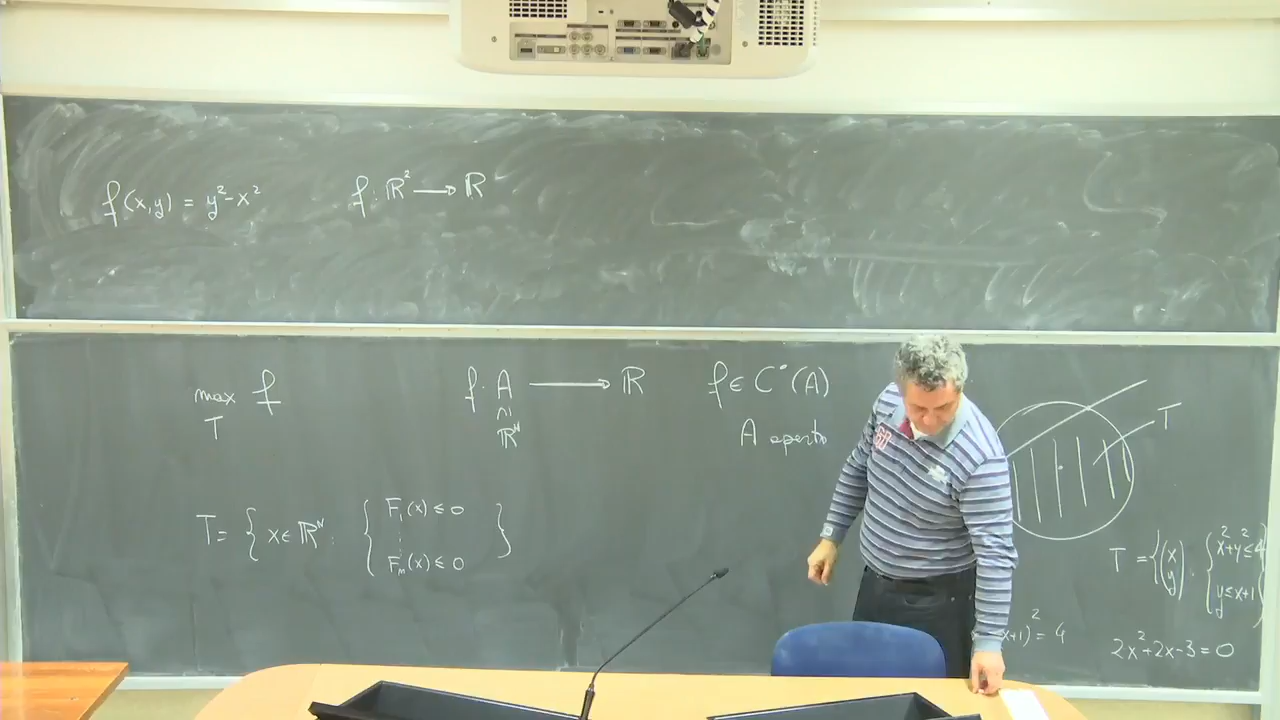 f(x,y) = y²-x²    f: ℝ² ⟶ ℝ
max f    f: A ⟶ ℝ    f ∈ C°(A)
T    ∩|    A aperto
ℝᴺ
T
T = { x ∈ ℝᴺ : { F₁(x) ≤ 0
⋮
Fₘ(x) ≤ 0 }
T = { (x y) : { x²+y² ≤ 4
y ≤ x+1 }
x+1)² = 4    2x²+2x-3 = 0